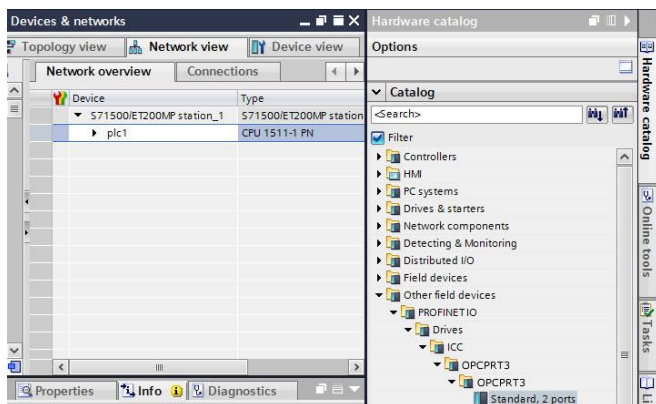 Devices & networks
Topology view
Network view
Device view
Network overview
Connections
Device
Type
S71500/ET200MP station_1
S71500/ET200MP station
plc1
CPU 1511-1 PN
Properties
Info
Diagnostics
Hardware catalog
Options
Catalog
<Search>
Filter
Controllers
HMI
PC systems
Drives & starters
Network components
Detecting & Monitoring
Distributed I/O
Field devices
Other field devices
PROFINET IO
Drives
ICC
OPCPRT3
OPCPRT3
Standard, 2 ports
Hardware catalog
Online tools
Tasks
Li